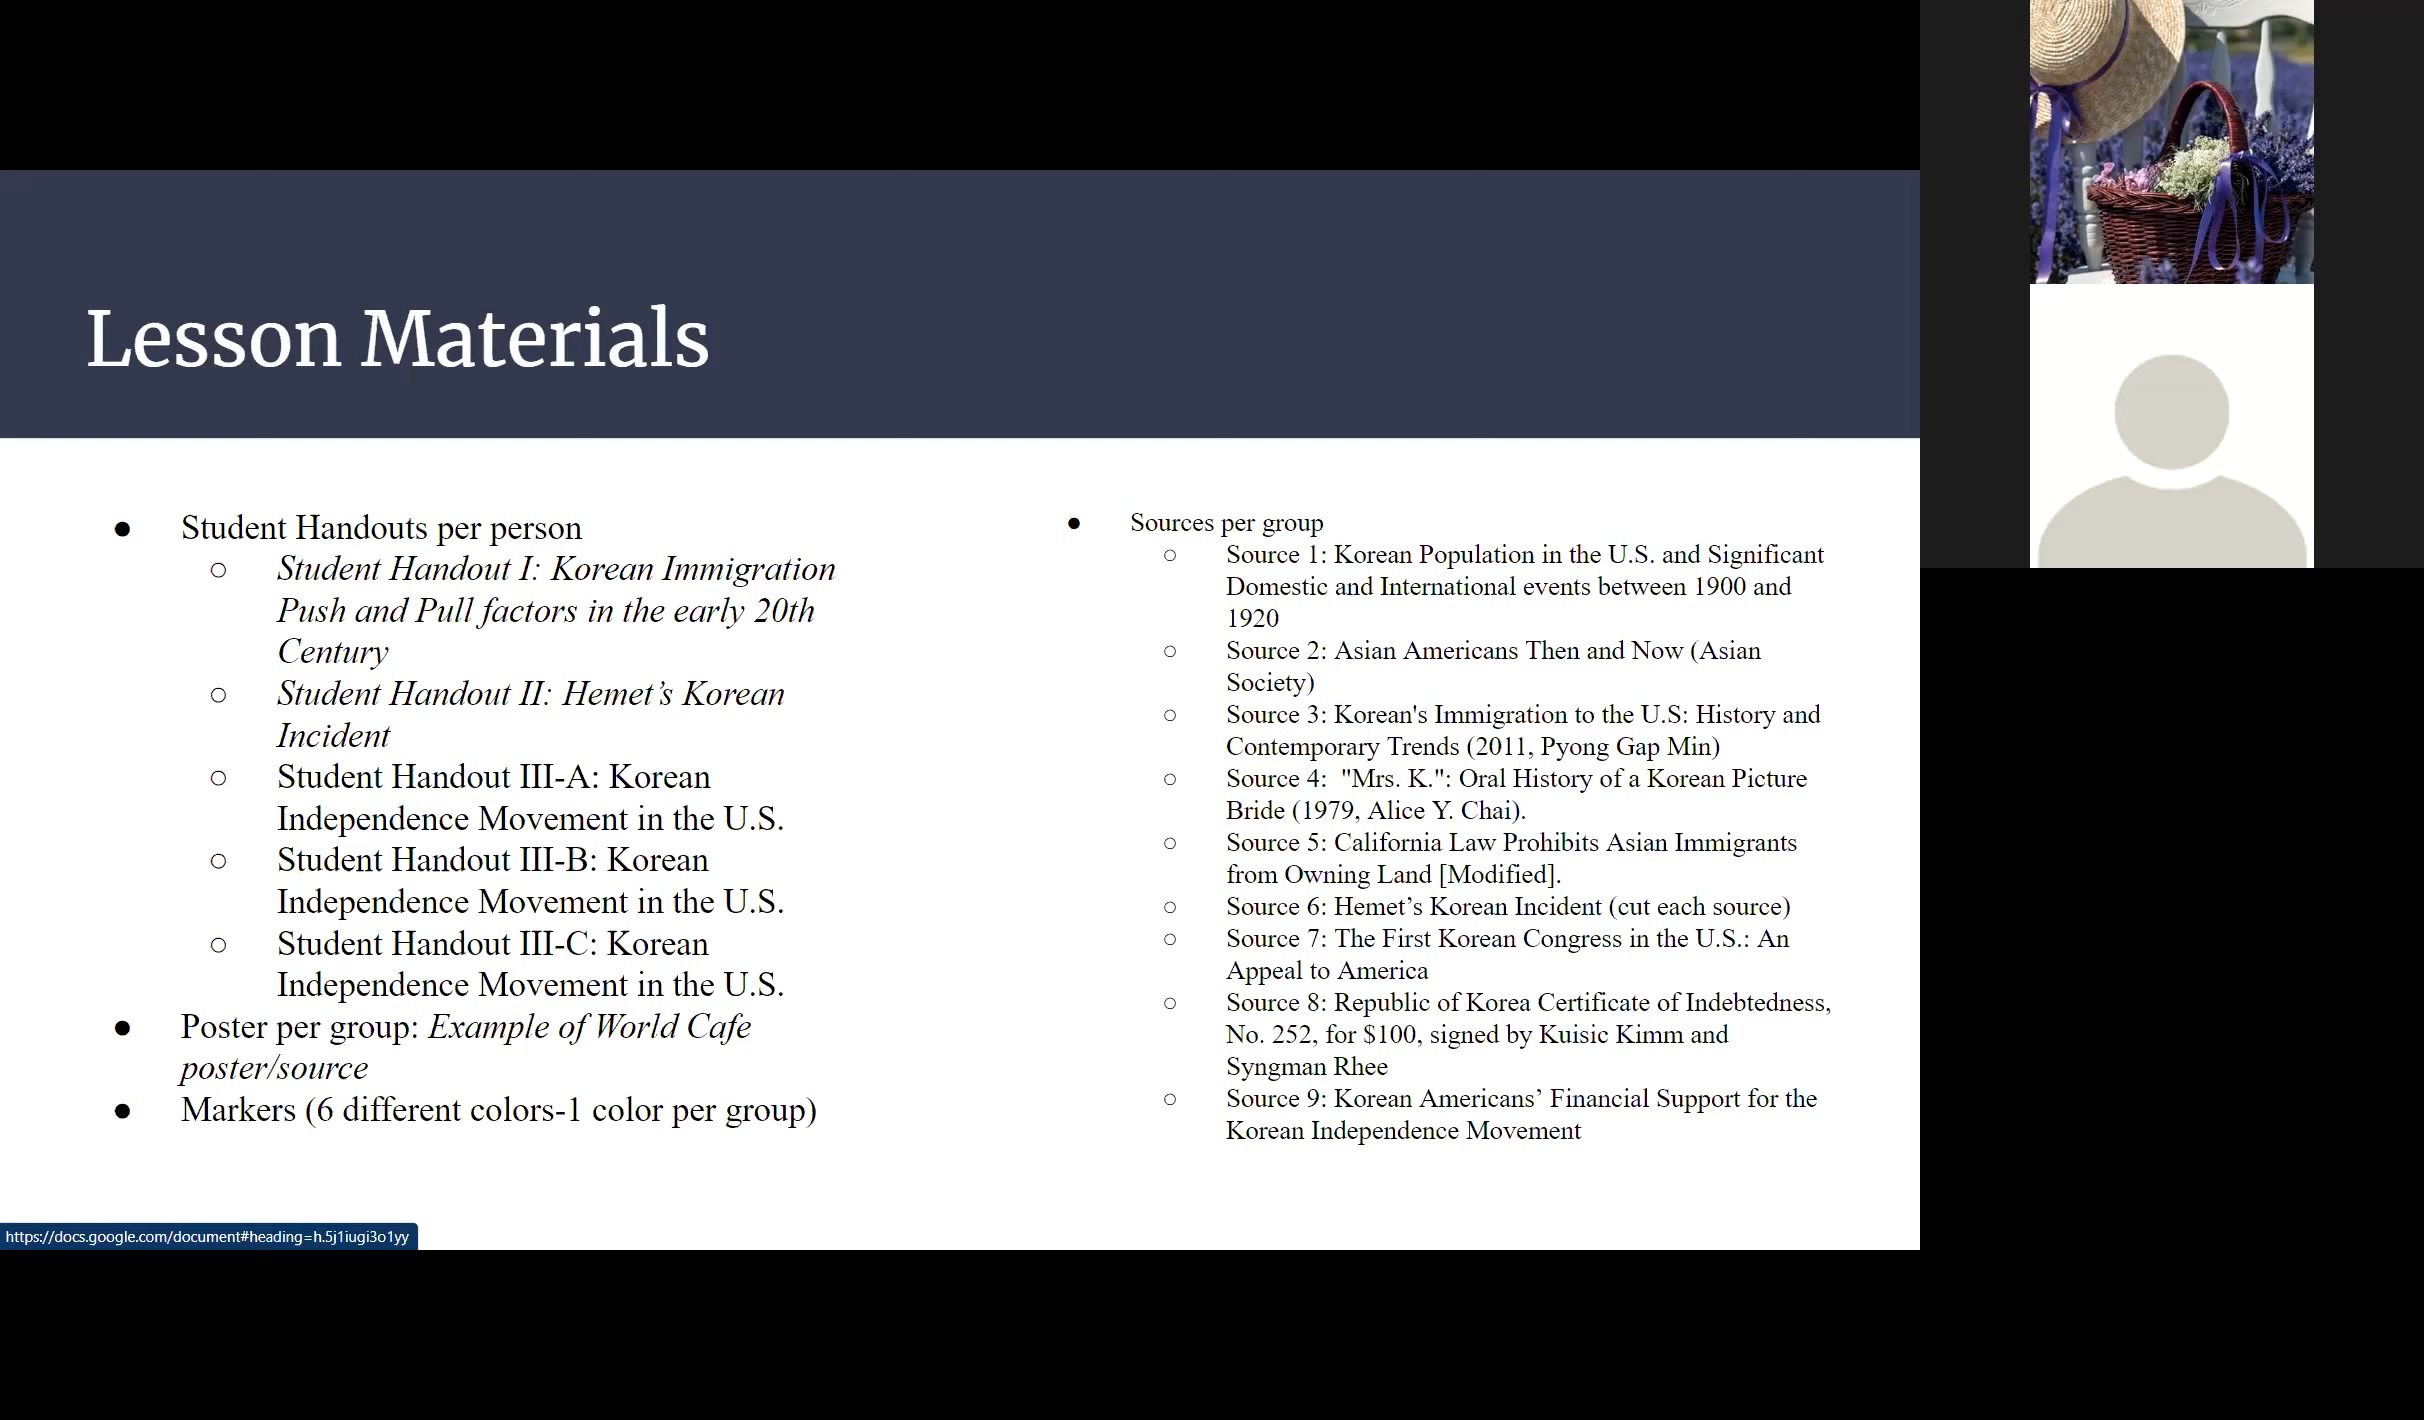 Lesson Materials
● Student Handouts per person
○ Student Handout I: Korean Immigration
Push and Pull factors in the early 20th
Century
○ Student Handout II: Hemet’s Korean
Incident
○ Student Handout III-A: Korean
Independence Movement in the U.S.
○ Student Handout III-B: Korean
Independence Movement in the U.S.
○ Student Handout III-C: Korean
Independence Movement in the U.S.
● Poster per group: Example of World Cafe
poster/source
● Markers (6 different colors-1 color per group)
● Sources per group
○ Source 1: Korean Population in the U.S. and Significant
Domestic and International events between 1900 and
1920
○ Source 2: Asian Americans Then and Now (Asian
Society)
○ Source 3: Korean's Immigration to the U.S: History and
Contemporary Trends (2011, Pyong Gap Min)
○ Source 4: "Mrs. K.": Oral History of a Korean Picture
Bride (1979, Alice Y. Chai).
○ Source 5: California Law Prohibits Asian Immigrants
from Owning Land [Modified].
○ Source 6: Hemet’s Korean Incident (cut each source)
○ Source 7: The First Korean Congress in the U.S.: An
Appeal to America
○ Source 8: Republic of Korea Certificate of Indebtedness,
No. 252, for $100, signed by Kuisic Kimm and
Syngman Rhee
○ Source 9: Korean Americans’ Financial Support for the
Korean Independence Movement
https://docs.google.com/document#heading=h.5j1iugi3o1yy